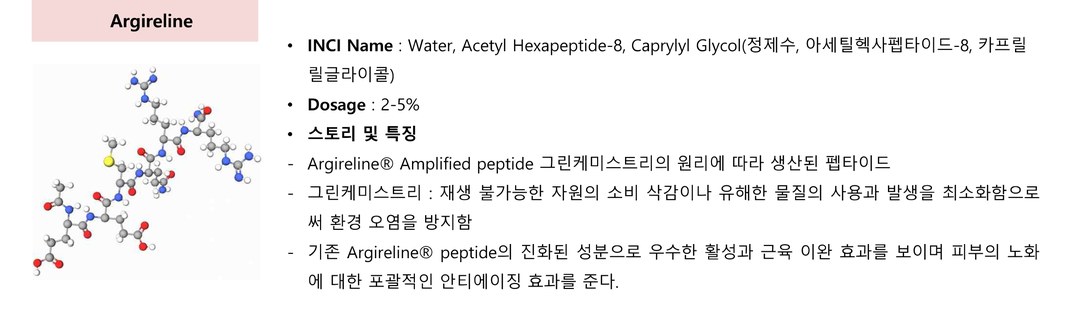 Argireline
• INCI Name : Water, Acetyl Hexapeptide-8, Caprylyl Glycol(정제수, 아세틸헥사펩타이드-8, 카프릴
릴글라이콜)
• Dosage : 2-5%
• 스토리 및 특징
- Argireline® Amplified peptide 그린케미스트리의 원리에 따라 생산된 펩타이드
- 그린케미스트리 : 재생 불가능한 자원의 소비 삭감이나 유해한 물질의 사용과 발생을 최소화함으로
써 환경 오염을 방지함
- 기존 Argireline® peptide의 진화된 성분으로 우수한 활성과 근육 이완 효과를 보이며 피부의 노화
에 대한 포괄적인 안티에이징 효과를 준다.